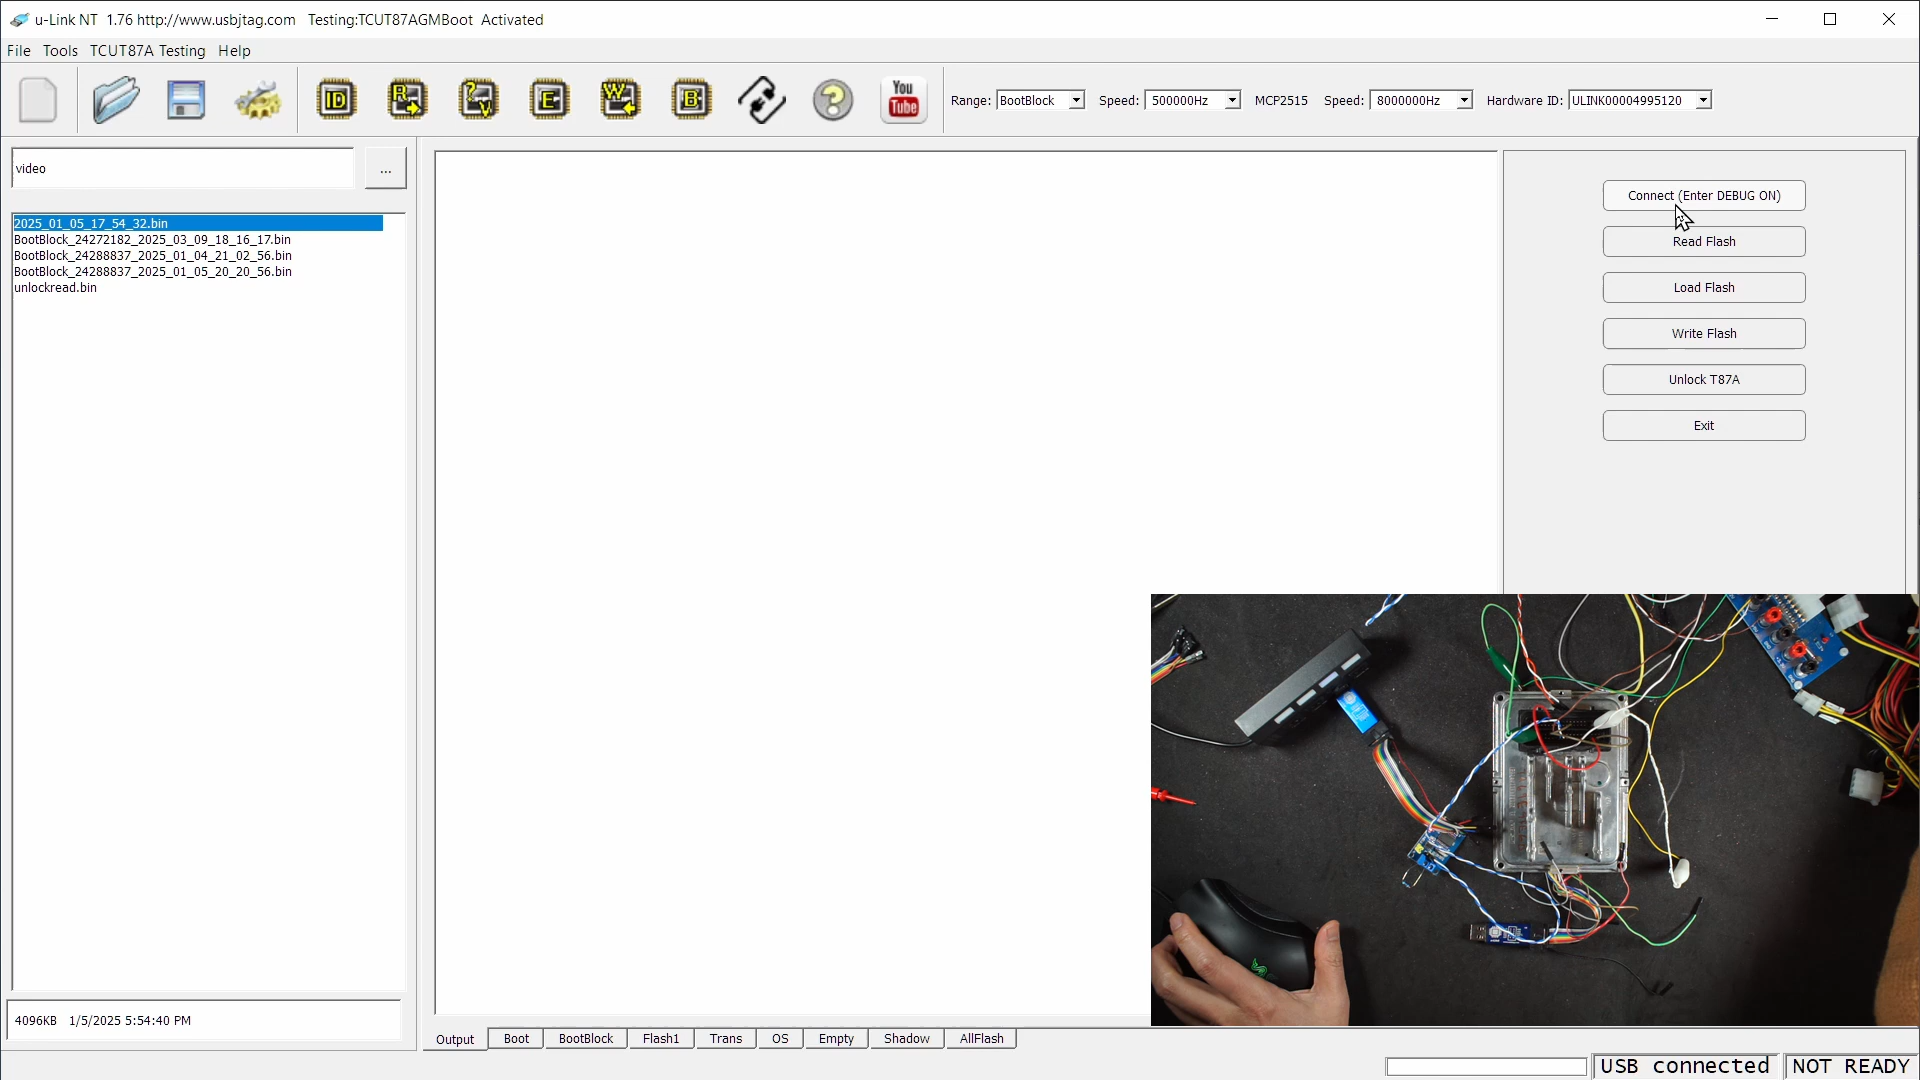 u-Link NT 1.76 http://www.usbjtag.com Testing:TCUT87AGMBoot Activated
File Tools TCUT87A Testing Help
ID R ? V E W B ? You Tube Range: BootBlock Speed: 500000Hz MCP2515 Speed: 8000000Hz Hardware ID: ULINK00004995120
video ...
2025_01_05_17_54_32.bin
BootBlock_24272182_2025_03_09_18_16_17.bin
BootBlock_24288837_2025_01_04_21_02_56.bin
BootBlock_24288837_2025_01_05_20_20_56.bin
unlockread.bin
Connect (Enter DEBUG ON)
Read Flash
Load Flash
Write Flash
Unlock T87A
Exit
4096KB 1/5/2025 5:54:40 PM
Output Boot BootBlock Flash1 Trans OS Empty Shadow AllFlash
USB connected NOT READY